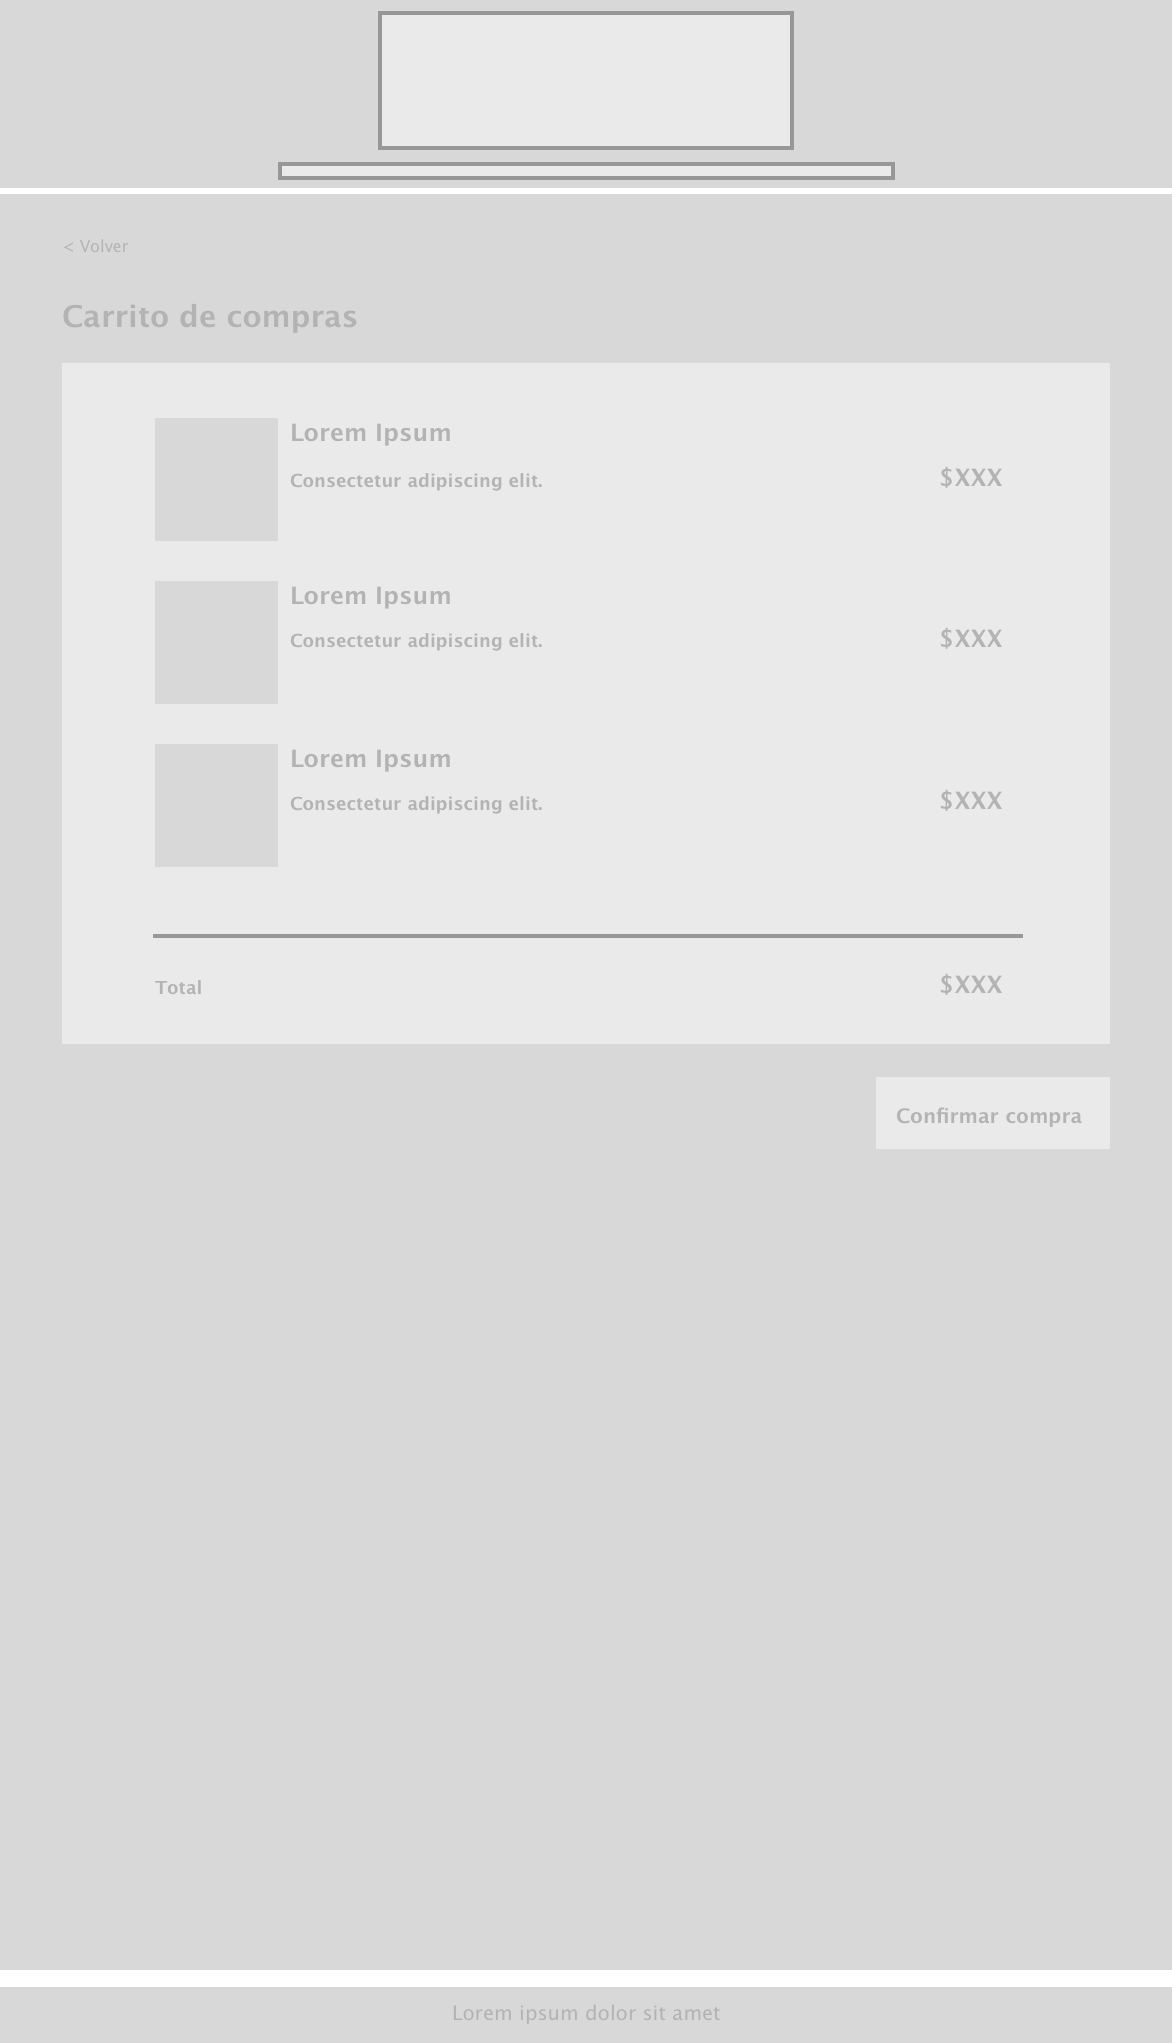 < Volver
Carrito de compras
Lorem Ipsum
Consectetur adipiscing elit.
$XXX
Lorem Ipsum
Consectetur adipiscing elit.
$XXX
Lorem Ipsum
Consectetur adipiscing elit.
$XXX
Total
$XXX
Confirmar compra
Lorem ipsum dolor sit amet